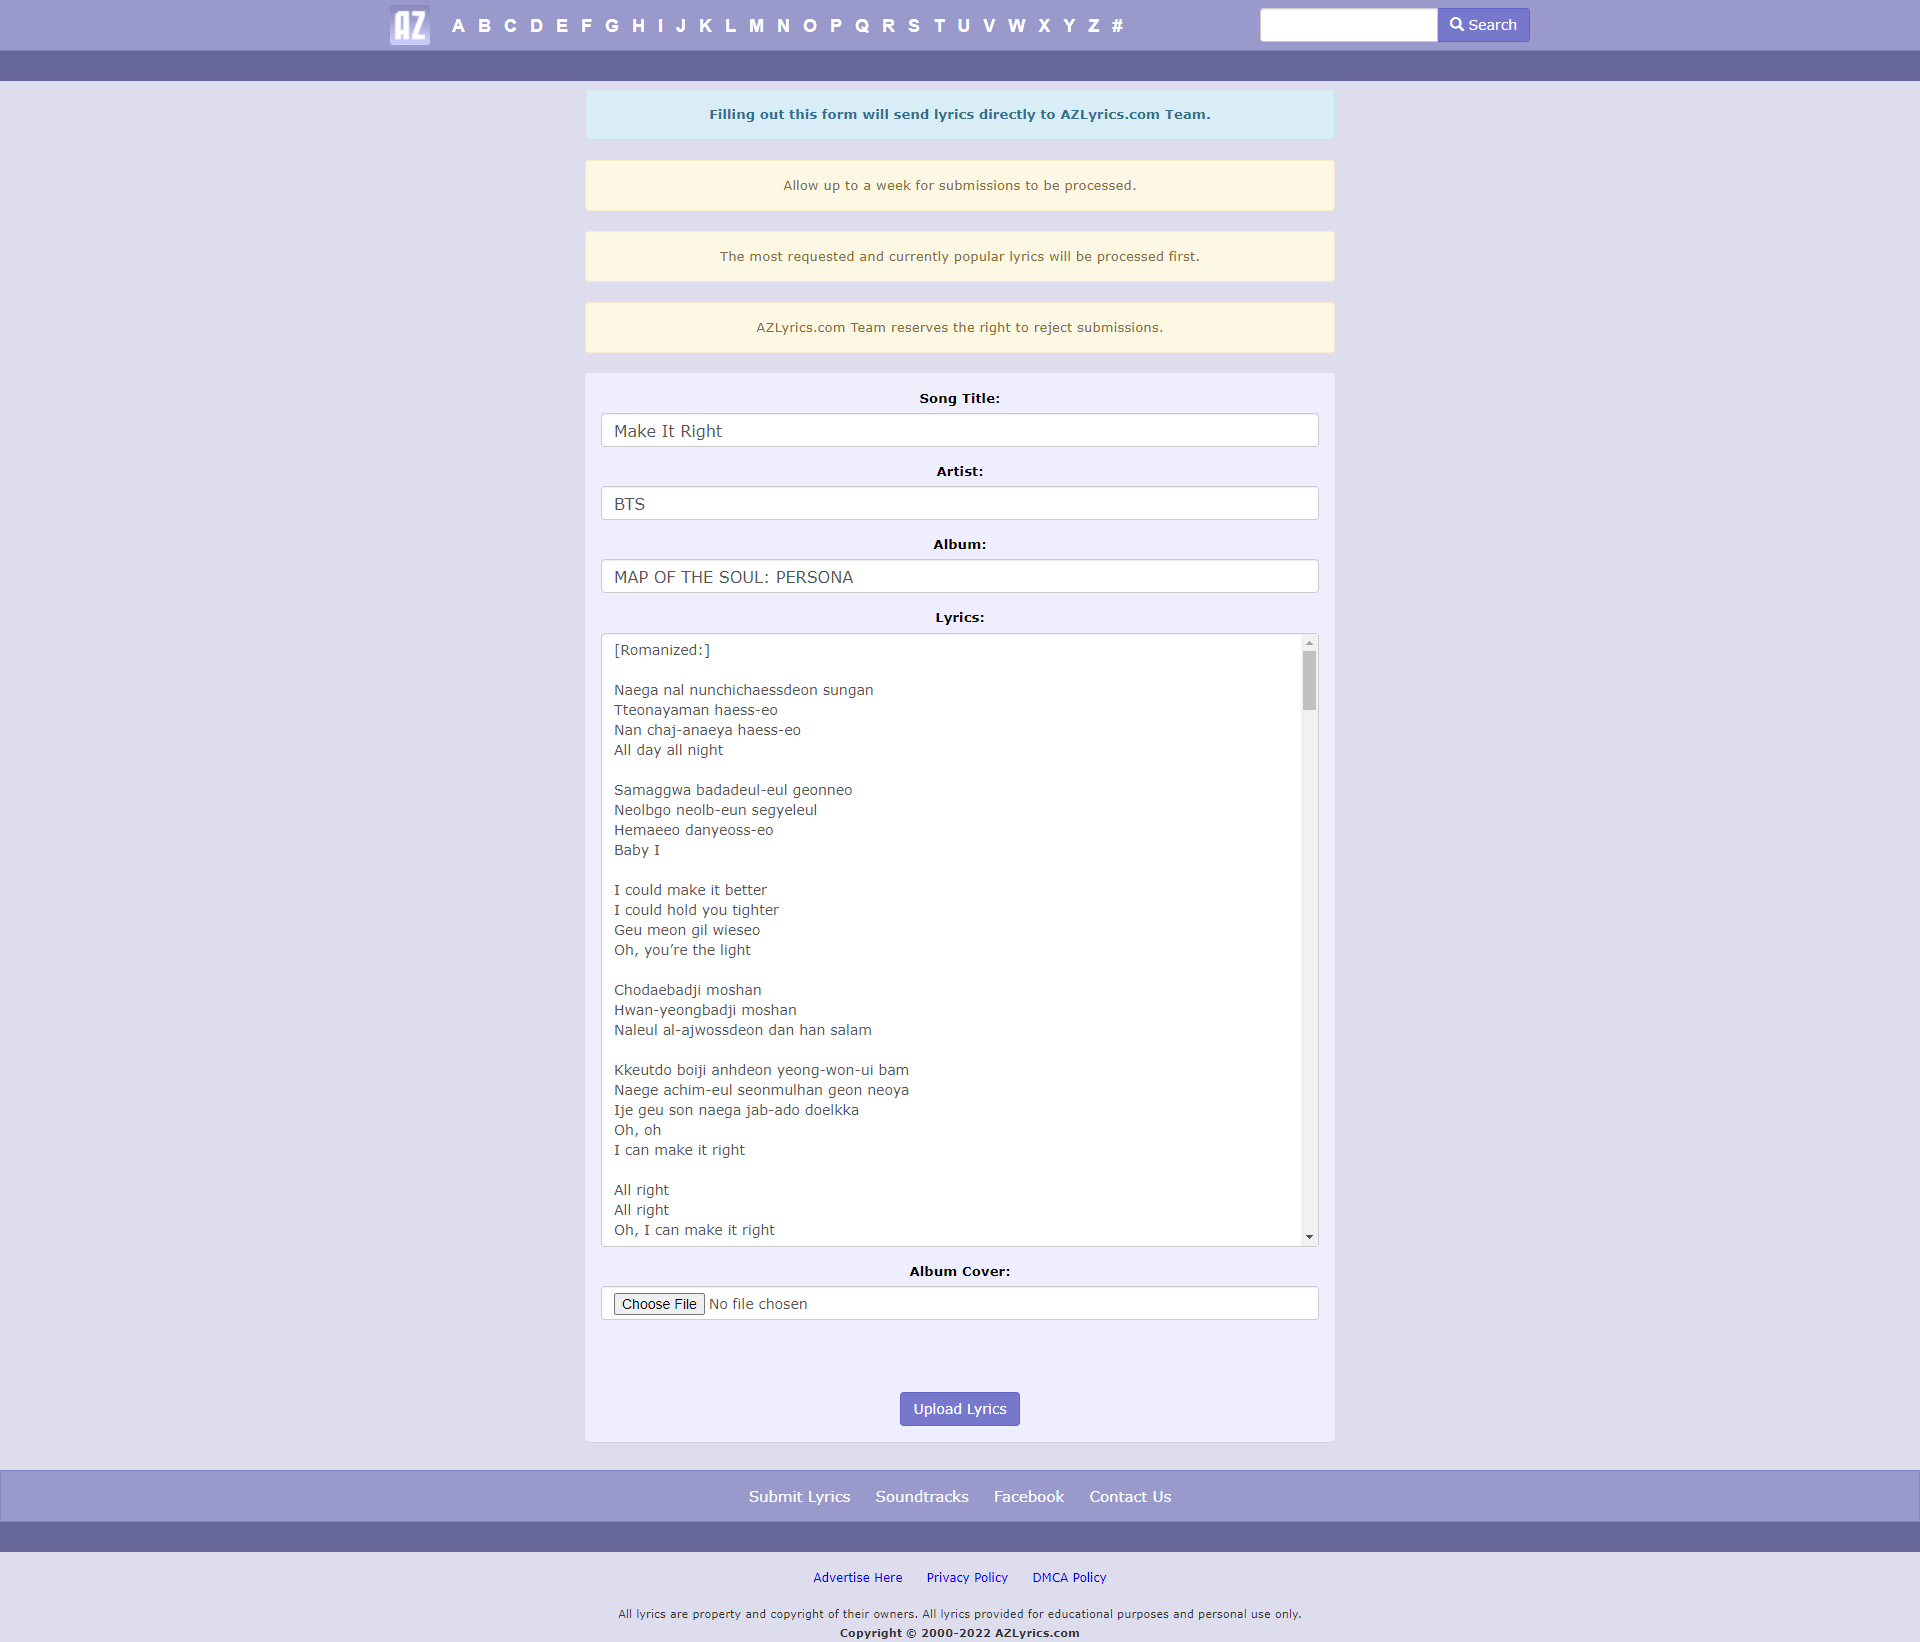 AZ A B C D E F G H I J K L M N O P Q R S T U V W X Y Z # Search
Filling out this form will send lyrics directly to AZLyrics.com Team.
Allow up to a week for submissions to be processed.
The most requested and currently popular lyrics will be processed first.
AZLyrics.com Team reserves the right to reject submissions.
Song Title:
Make It Right
Artist:
BTS
Album:
MAP OF THE SOUL: PERSONA
Lyrics:
[Romanized:]
Naega nal nunchichaessdeon sungan
Tteonayaman haess-eo
Nan chaj-anaeya haess-eo
All day all night
Samaggwa badadeul-eul geonneo
Neolbgo neolb-eun segyeleul
Hemaeeo danyeoss-eo
Baby I
I could make it better
I could hold you tighter
Geu meon gil wieseo
Oh, you’re the light
Chodaebadji moshan
Hwan-yeongbadji moshan
Naleul al-ajwossdeon dan han salam
Kkeutdo boiji anhdeon yeong-won-ui bam
Naege achim-eul seonmulhan geon neoya
Ije geu son naega jab-ado doelkka
Oh, oh
I can make it right
All right
All right
Oh, I can make it right
Album Cover:
Choose File No file chosen
Upload Lyrics
Submit Lyrics Soundtracks Facebook Contact Us
Advertise Here Privacy Policy DMCA Policy
All lyrics are property and copyright of their owners. All lyrics provided for educational purposes and personal use only.
Copyright © 2000-2022 AZLyrics.com